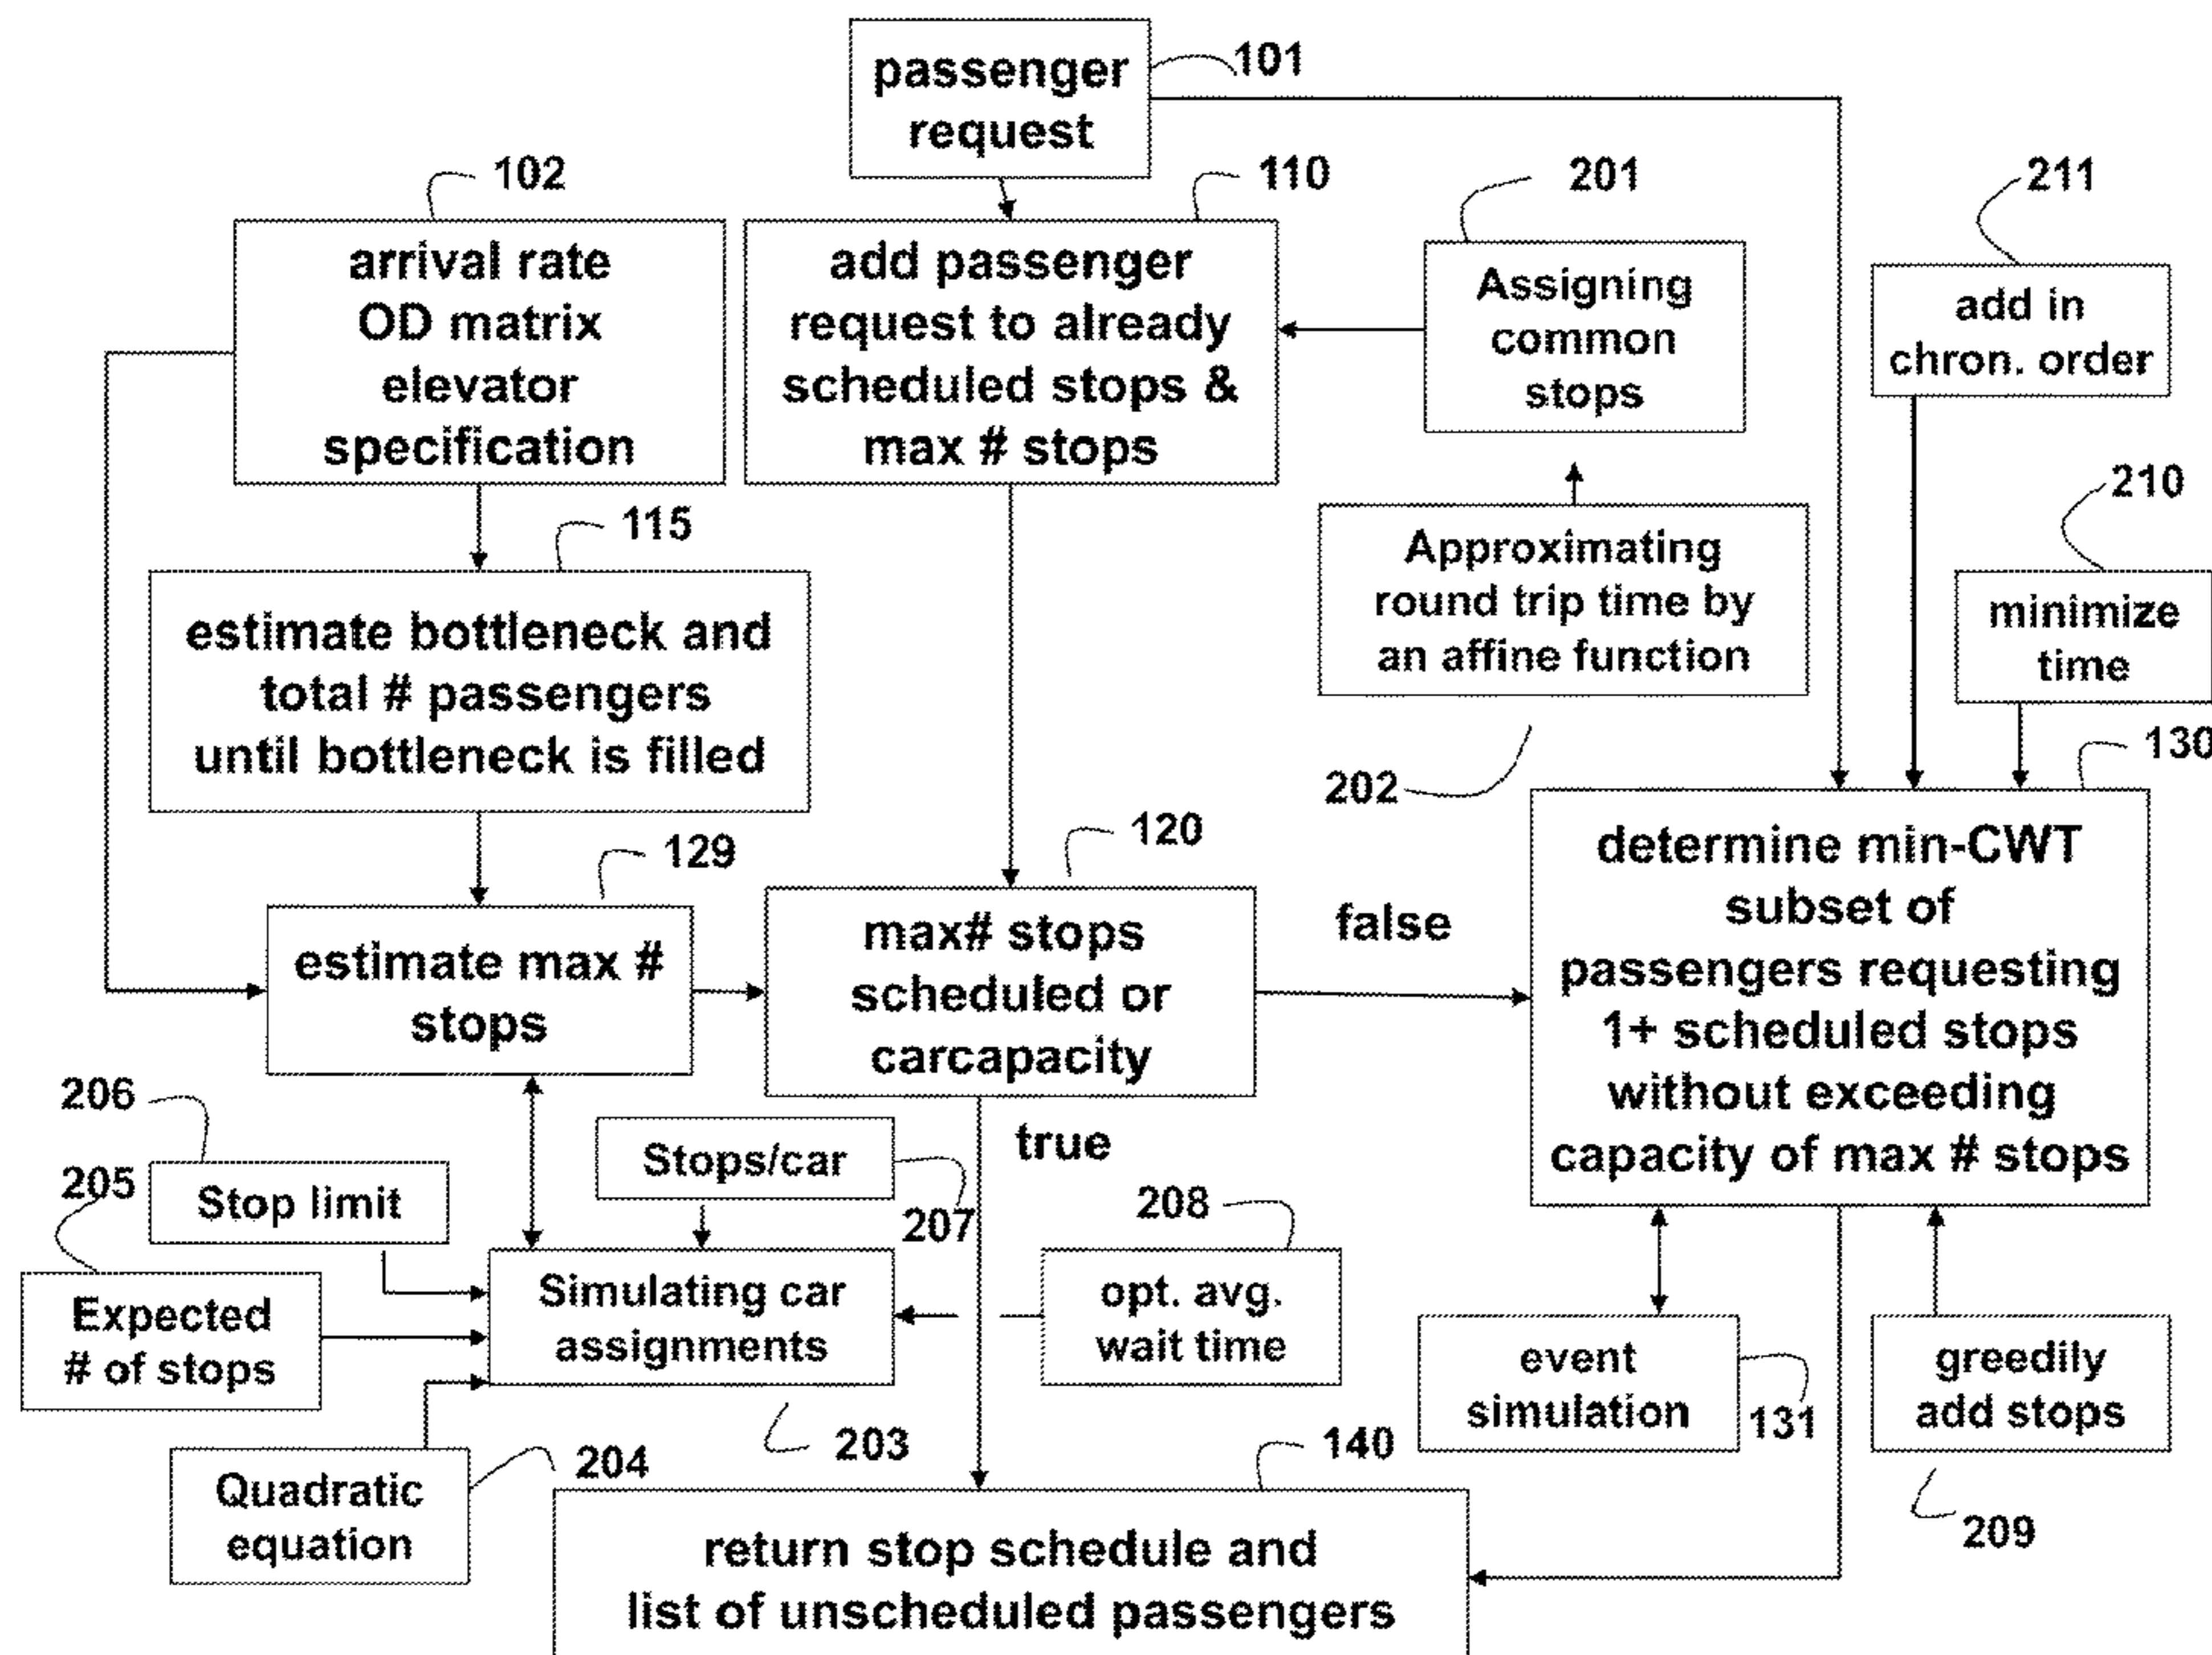 passenger
request
101
102
110
201
211
arrival rate
OD matrix
elevator
specification
add passenger
request to already
scheduled stops &
max # stops
Assigning
common
stops
add in
chron. order
210
115
Approximating
round trip time by
an affine function
minimize
time
estimate bottleneck and
total # passengers
until bottleneck is filled
202
130
129
120
estimate max #
stops
max# stops
scheduled or
carcapacity
false
determine min-CWT
subset of
passengers requesting
1+ scheduled stops
without exceeding
capacity of max # stops
206
true
205
Stop limit
Stops/car
207
208
Expected
# of stops
Simulating car
assignments
opt. avg.
wait time
event
simulation
131
greedily
add stops
203
140
204
Quadratic
equation
209
return stop schedule and
list of unscheduled passengers